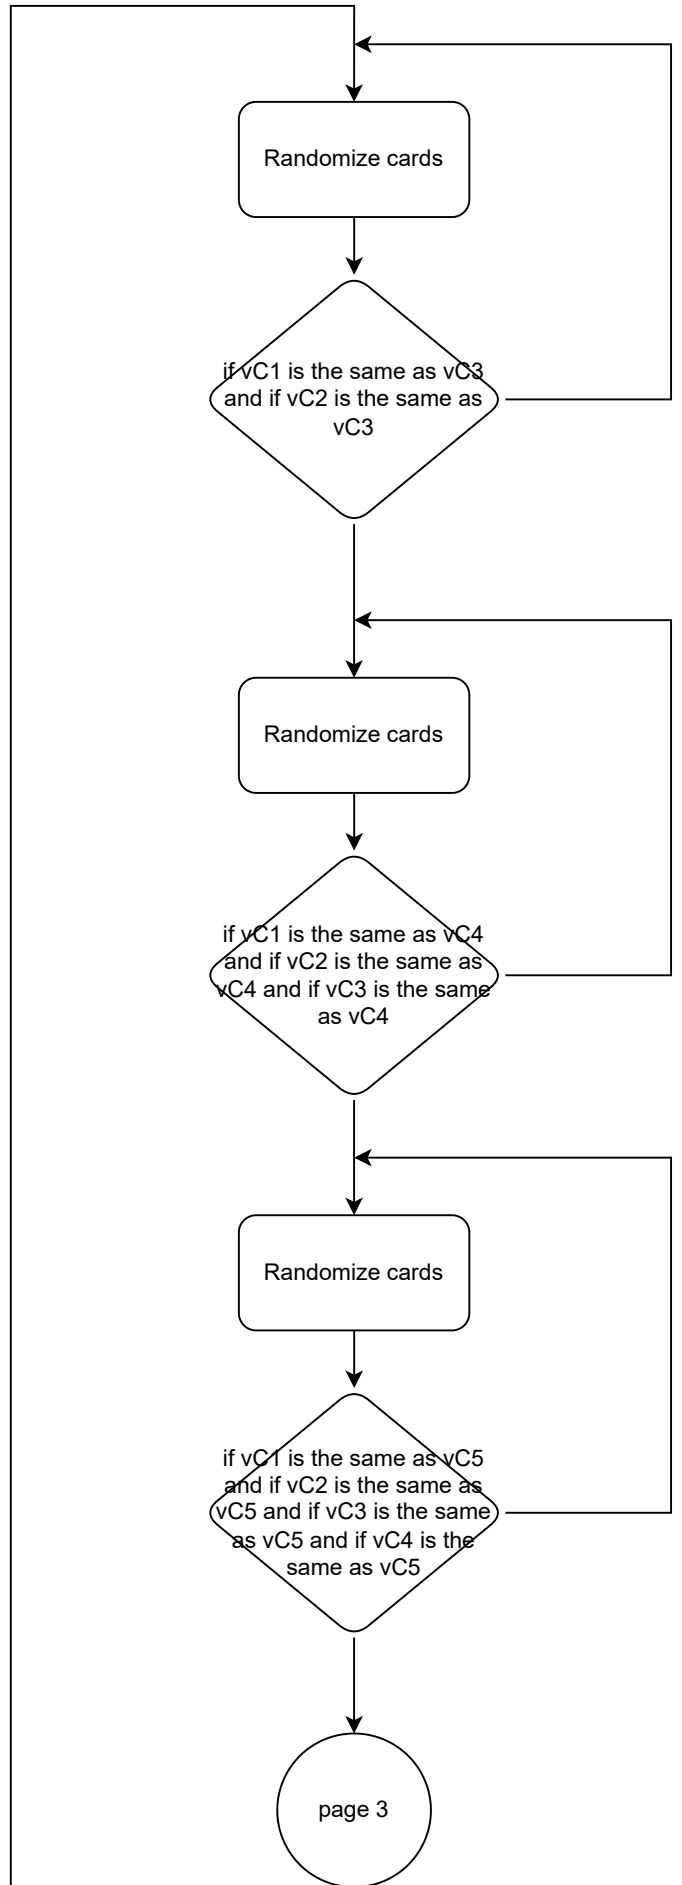 Randomize cards
if vC1 is the same as vC3
and if vC2 is the same as
vC3
Randomize cards
if vC1 is the same as vC4
and if vC2 is the same as
vC4 and if vC3 is the same
as vC4
Randomize cards
if vC1 is the same as vC5
and if vC2 is the same as
vC5 and if vC3 is the same
as vC5 and if vC4 is the
same as vC5
page 3